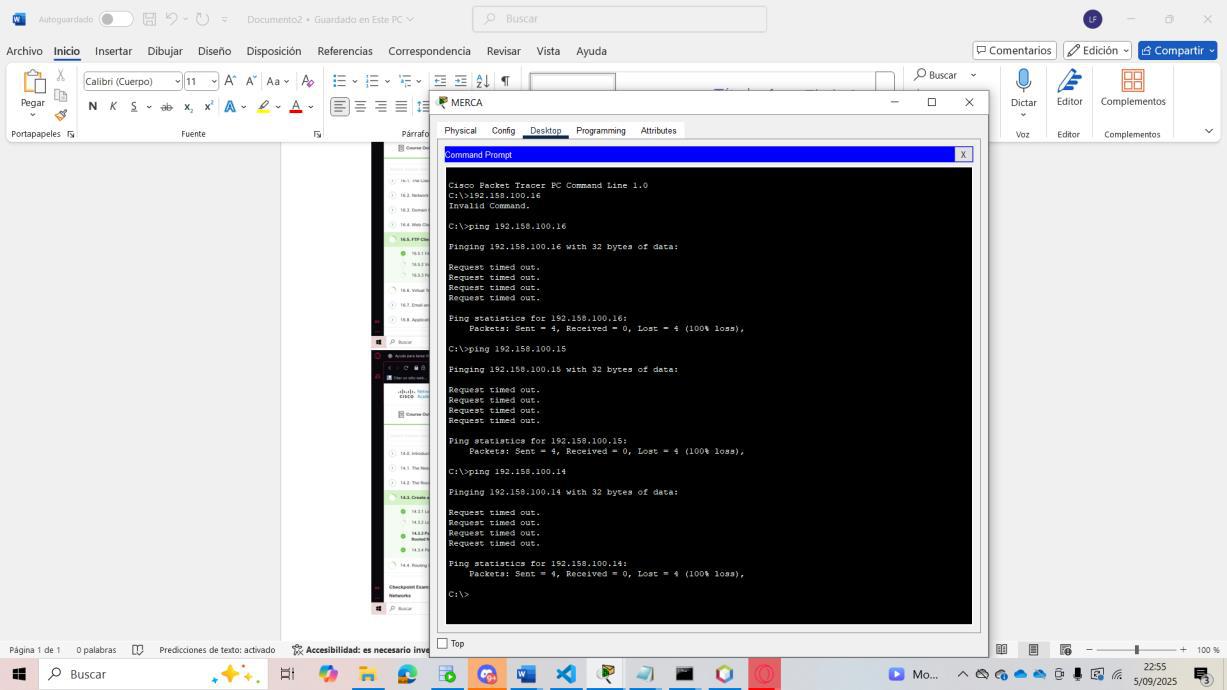 Autoguardado
Documento2 • Guardado en Este PC
Buscar
LF
Archivo Inicio Insertar Dibujar Diseño Disposición Referencias Correspondencia Revisar Vista Ayuda
Comentarios Edición Compartir
Pegar
Calibri (Cuerpo) 11
N K S ab
Portapapeles Fuente Párrafo
Buscar
Dictar Editor Complementos
Voz Editor Complementos
MERCA
Physical Config Desktop Programming Attributes
Command Prompt
X
Cisco Packet Tracer PC Command Line 1.0
C:\>192.158.100.16
Invalid Command.
C:\>ping 192.158.100.16
Pinging 192.158.100.16 with 32 bytes of data:
Request timed out.
Request timed out.
Request timed out.
Request timed out.
Ping statistics for 192.158.100.16:
Packets: Sent = 4, Received = 0, Lost = 4 (100% loss),
C:\>ping 192.158.100.15
Pinging 192.158.100.15 with 32 bytes of data:
Request timed out.
Request timed out.
Request timed out.
Request timed out.
Ping statistics for 192.158.100.15:
Packets: Sent = 4, Received = 0, Lost = 4 (100% loss),
C:\>ping 192.158.100.14
Pinging 192.158.100.14 with 32 bytes of data:
Request timed out.
Request timed out.
Request timed out.
Request timed out.
Ping statistics for 192.158.100.14:
Packets: Sent = 4, Received = 0, Lost = 4 (100% loss),
C:\>
Top
Página 1 de 1 0 palabras Predicciones de texto: activado Accesibilidad: es necesario inve
100 %
Buscar
Mo...
22:55
5/09/2025
3